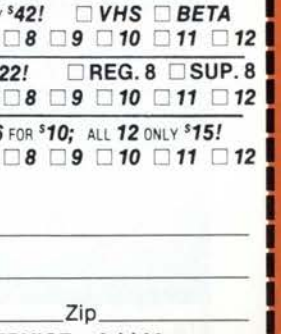 $42! □ VHS □ BETA
□ 8 □ 9 □ 10 □ 11 □ 12
22! □ REG. 8 □ SUP. 8
□ 8 □ 9 □ 10 □ 11 □ 12
FOR $10; ALL 12 ONLY $15!
□ 8 □ 9 □ 10 □ 11 □ 12
Zip